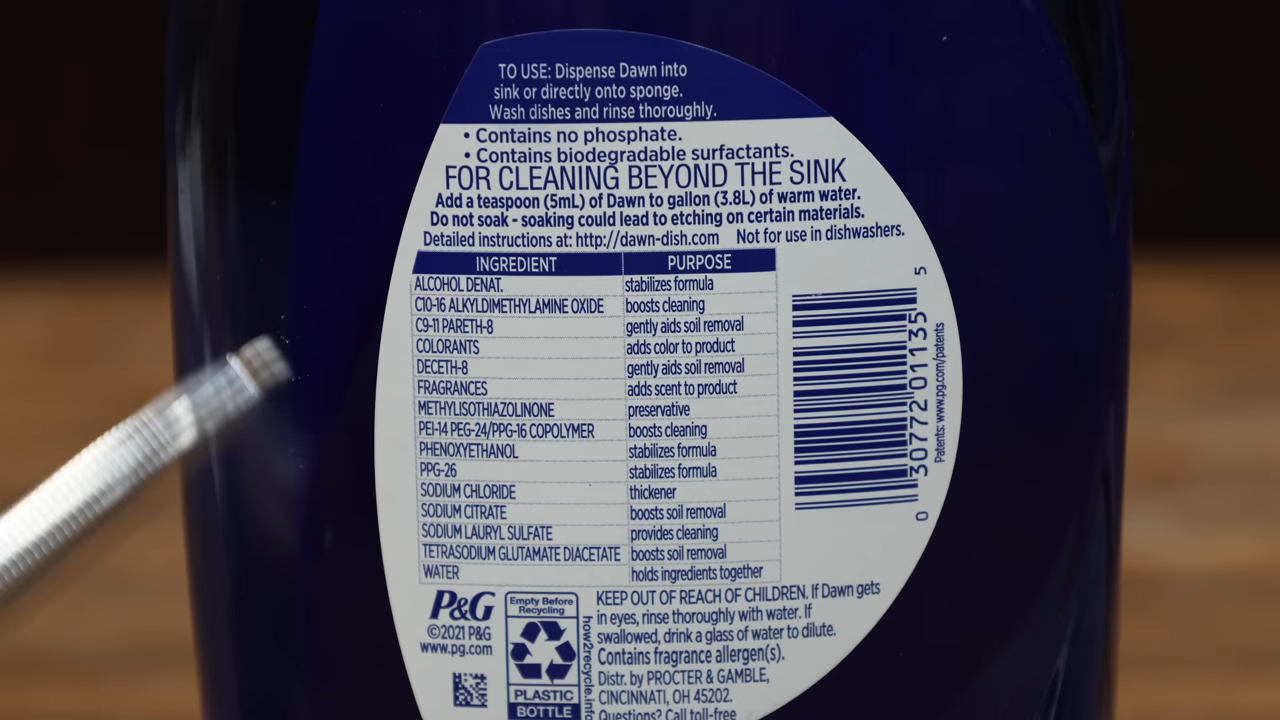 TO USE: Dispense Dawn into
sink or directly onto sponge.
Wash dishes and rinse thoroughly.
• Contains no phosphate.
• Contains biodegradable surfactants.
FOR CLEANING BEYOND THE SINK
Add a teaspoon (5mL) of Dawn to gallon (3.8L) of warm water.
Do not soak - soaking could lead to etching on certain materials.
Detailed instructions at: http://dawn-dish.com Not for use in dishwashers.
INGREDIENT PURPOSE
ALCOHOL DENAT. stabilizes formula
C10-16 ALKYLDIMETHYLAMINE OXIDE boosts cleaning
C9-11 PARETH-8 gently aids soil removal
COLORANTS adds color to product
DECETH-8 gently aids soil removal
FRAGRANCES adds scent to product
METHYLISOTHIAZOLINONE preservative
PEI-14 PEG-24/PPG-16 COPOLYMER boosts cleaning
PHENOXYETHANOL stabilizes formula
PPG-26 stabilizes formula
SODIUM CHLORIDE thickener
SODIUM CITRATE boosts soil removal
SODIUM LAURYL SULFATE provides cleaning
TETRASODIUM GLUTAMATE DIACETATE boosts soil removal
WATER holds ingredients together
0 30772 01135 5
Patents: www.pg.com/patents
P&G
©2021 P&G
www.pg.com
Empty Before
Recycling
PLASTIC
BOTTLE
how2recycle.info
KEEP OUT OF REACH OF CHILDREN. If Dawn gets
in eyes, rinse thoroughly with water. If
swallowed, drink a glass of water to dilute.
Contains fragrance allergen(s).
Distr. by PROCTER & GAMBLE,
CINCINNATI, OH 45202.
Questions? Call toll-free